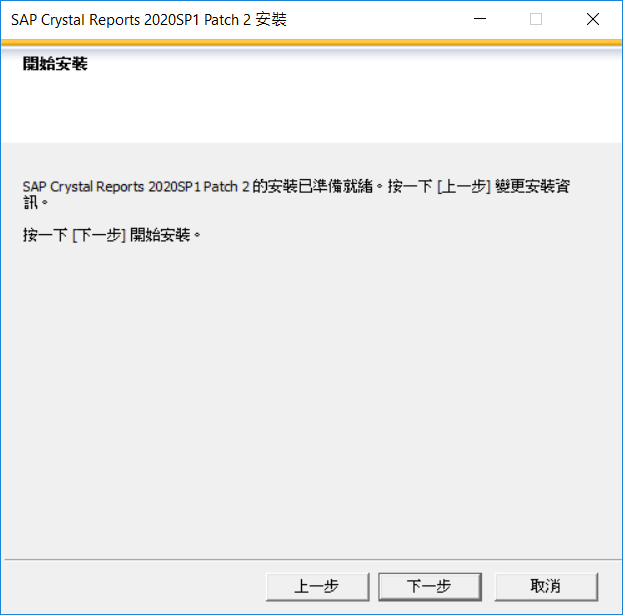 SAP Crystal Reports 2020SP1 Patch 2 安裝
開始安裝
SAP Crystal Reports 2020SP1 Patch 2 的安裝已準備就緒。按一下 [上一步] 變更安裝資
訊。
按一下 [下一步] 開始安裝。
上一步 下一步 取消